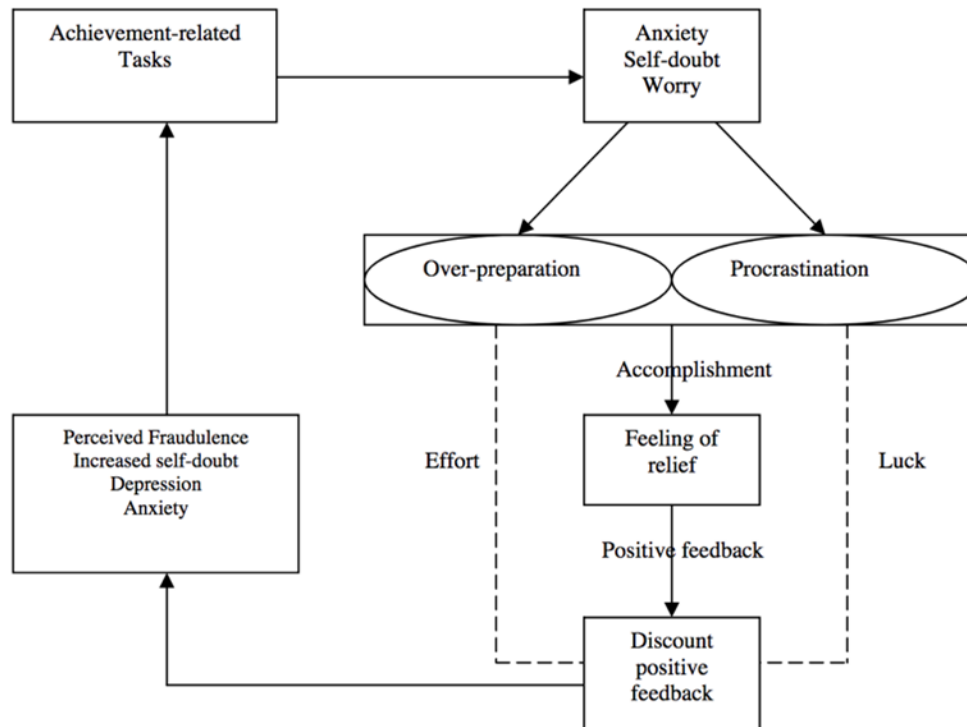 Achievement-related
Tasks
Anxiety
Self-doubt
Worry
Over-preparation
Procrastination
Accomplishment
Perceived Fraudulence
Increased self-doubt
Depression
Anxiety
Effort
Feeling of
relief
Luck
Positive feedback
Discount
positive
feedback